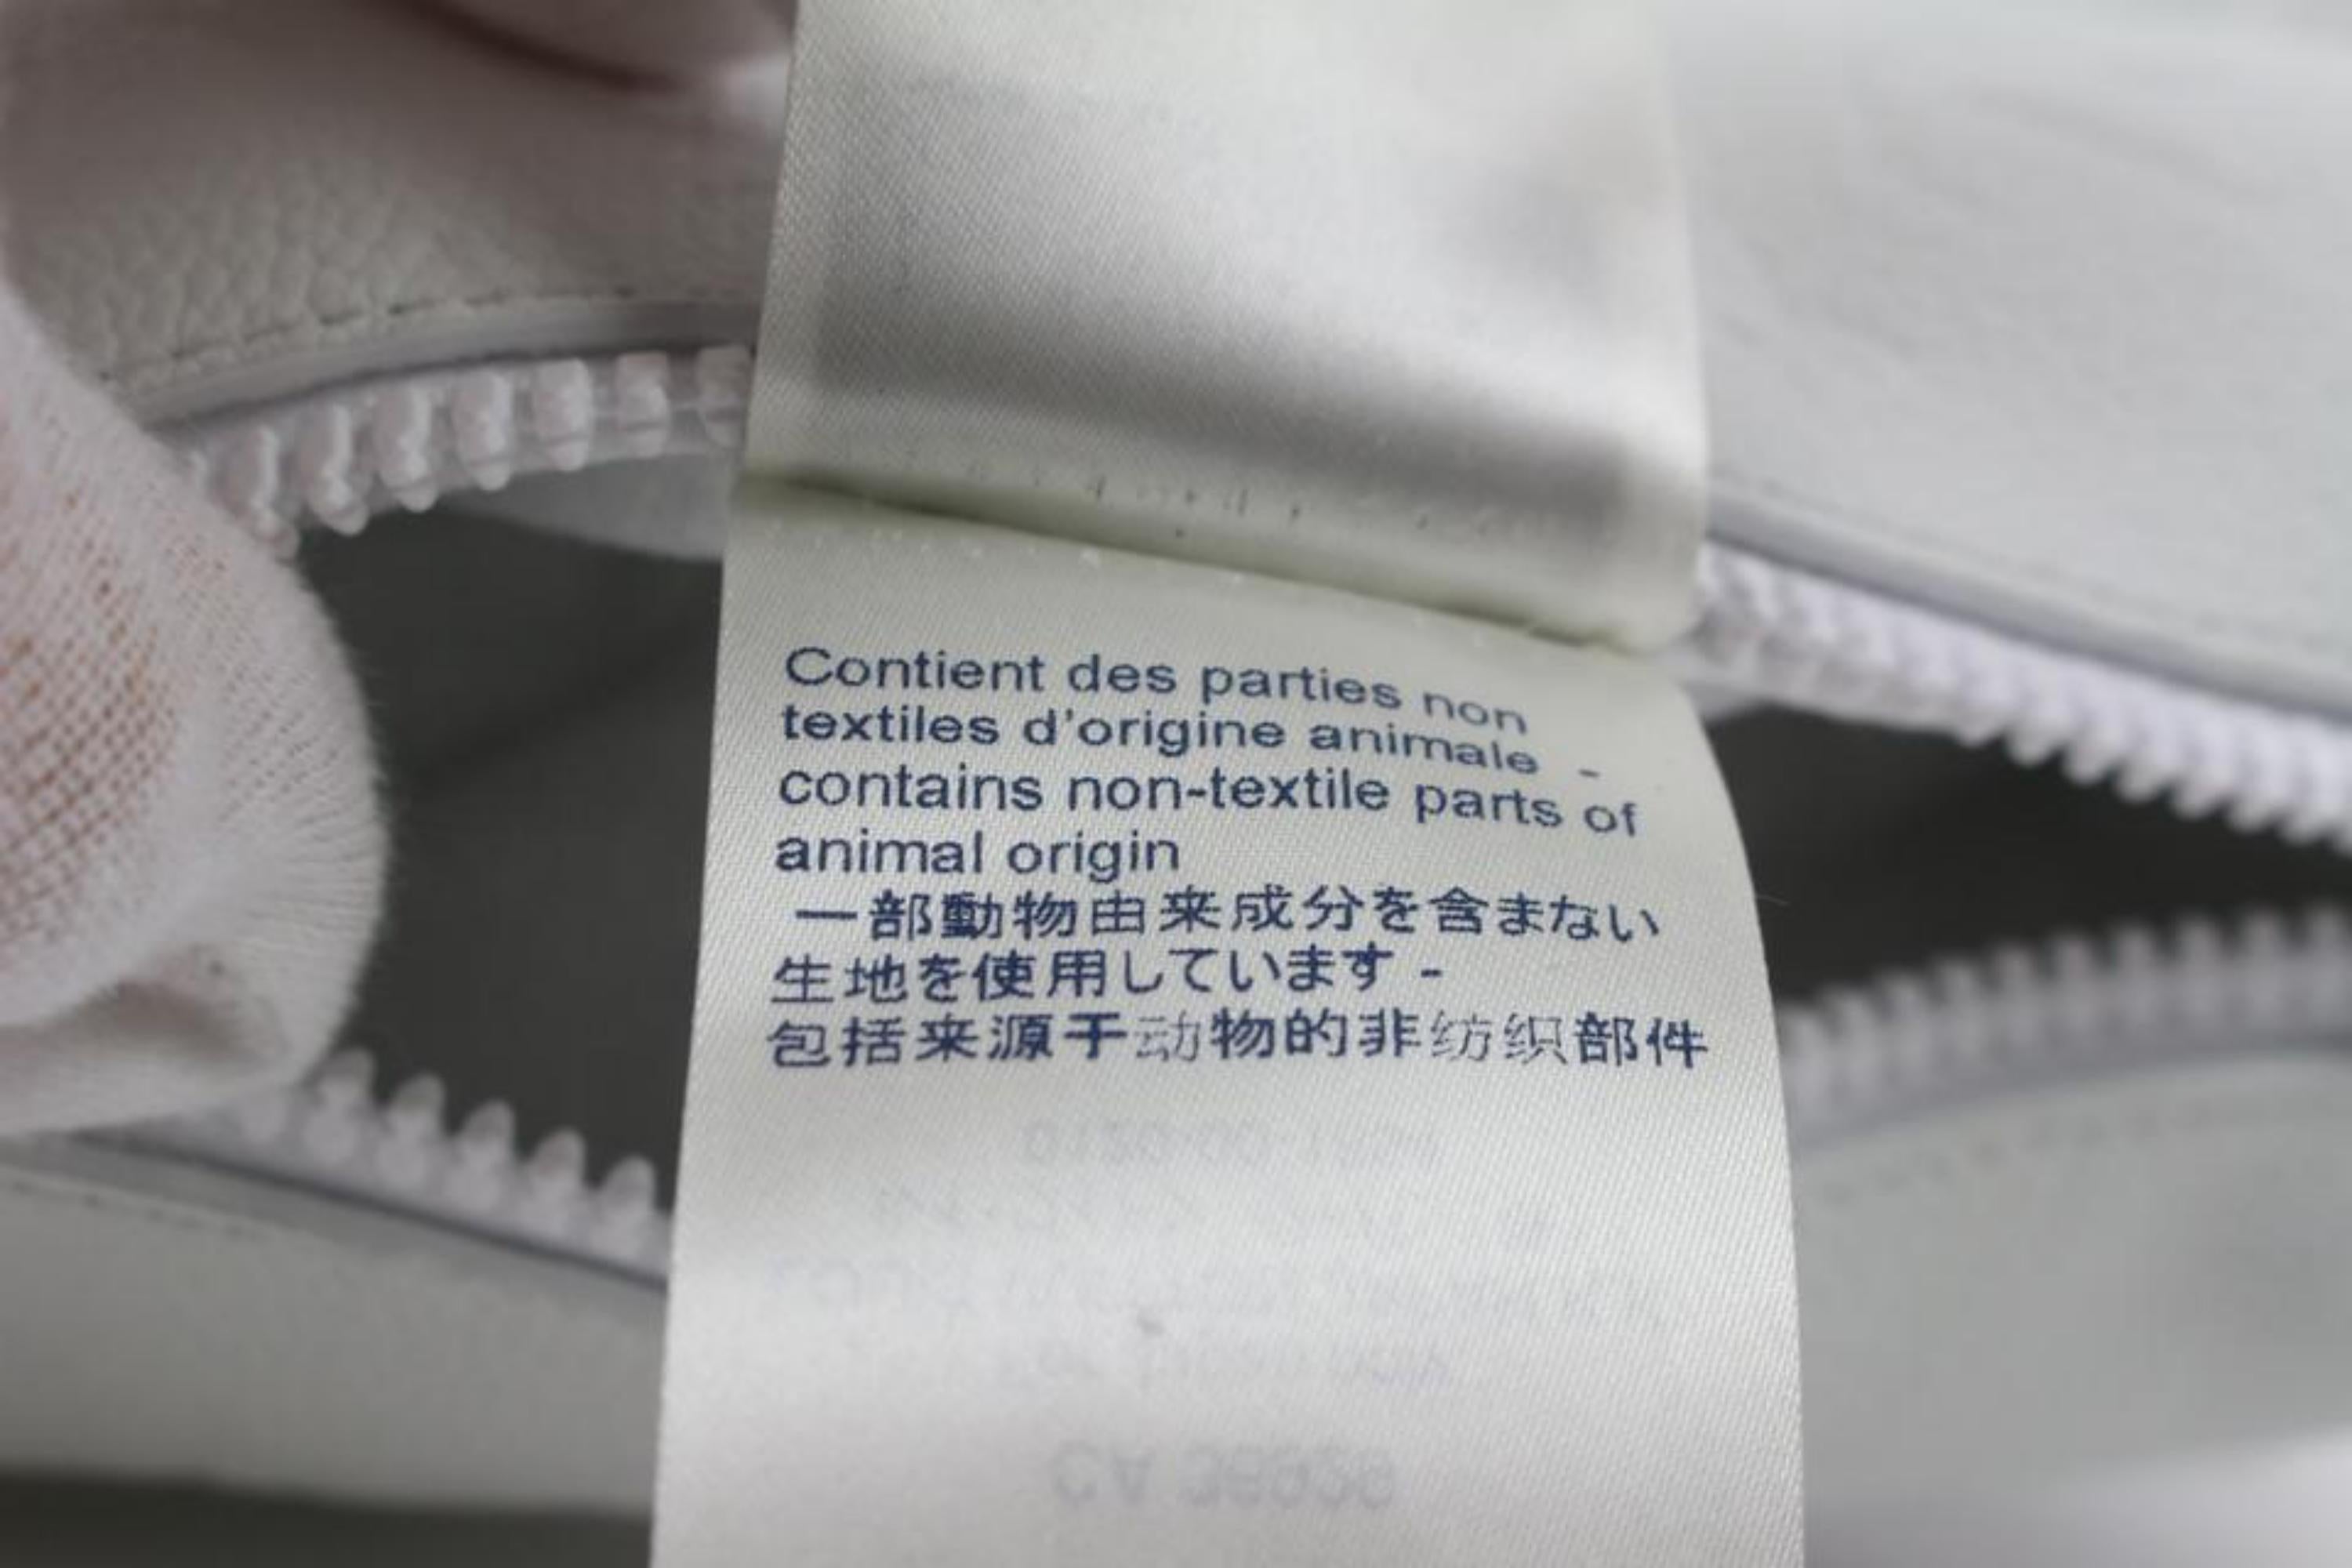 Contient des parties non
textiles d'origine animale -
contains non-textile parts of
animal origin
一部動物由来成分を含まない
生地を使用しています -
包括来源于动物的非纺织部件